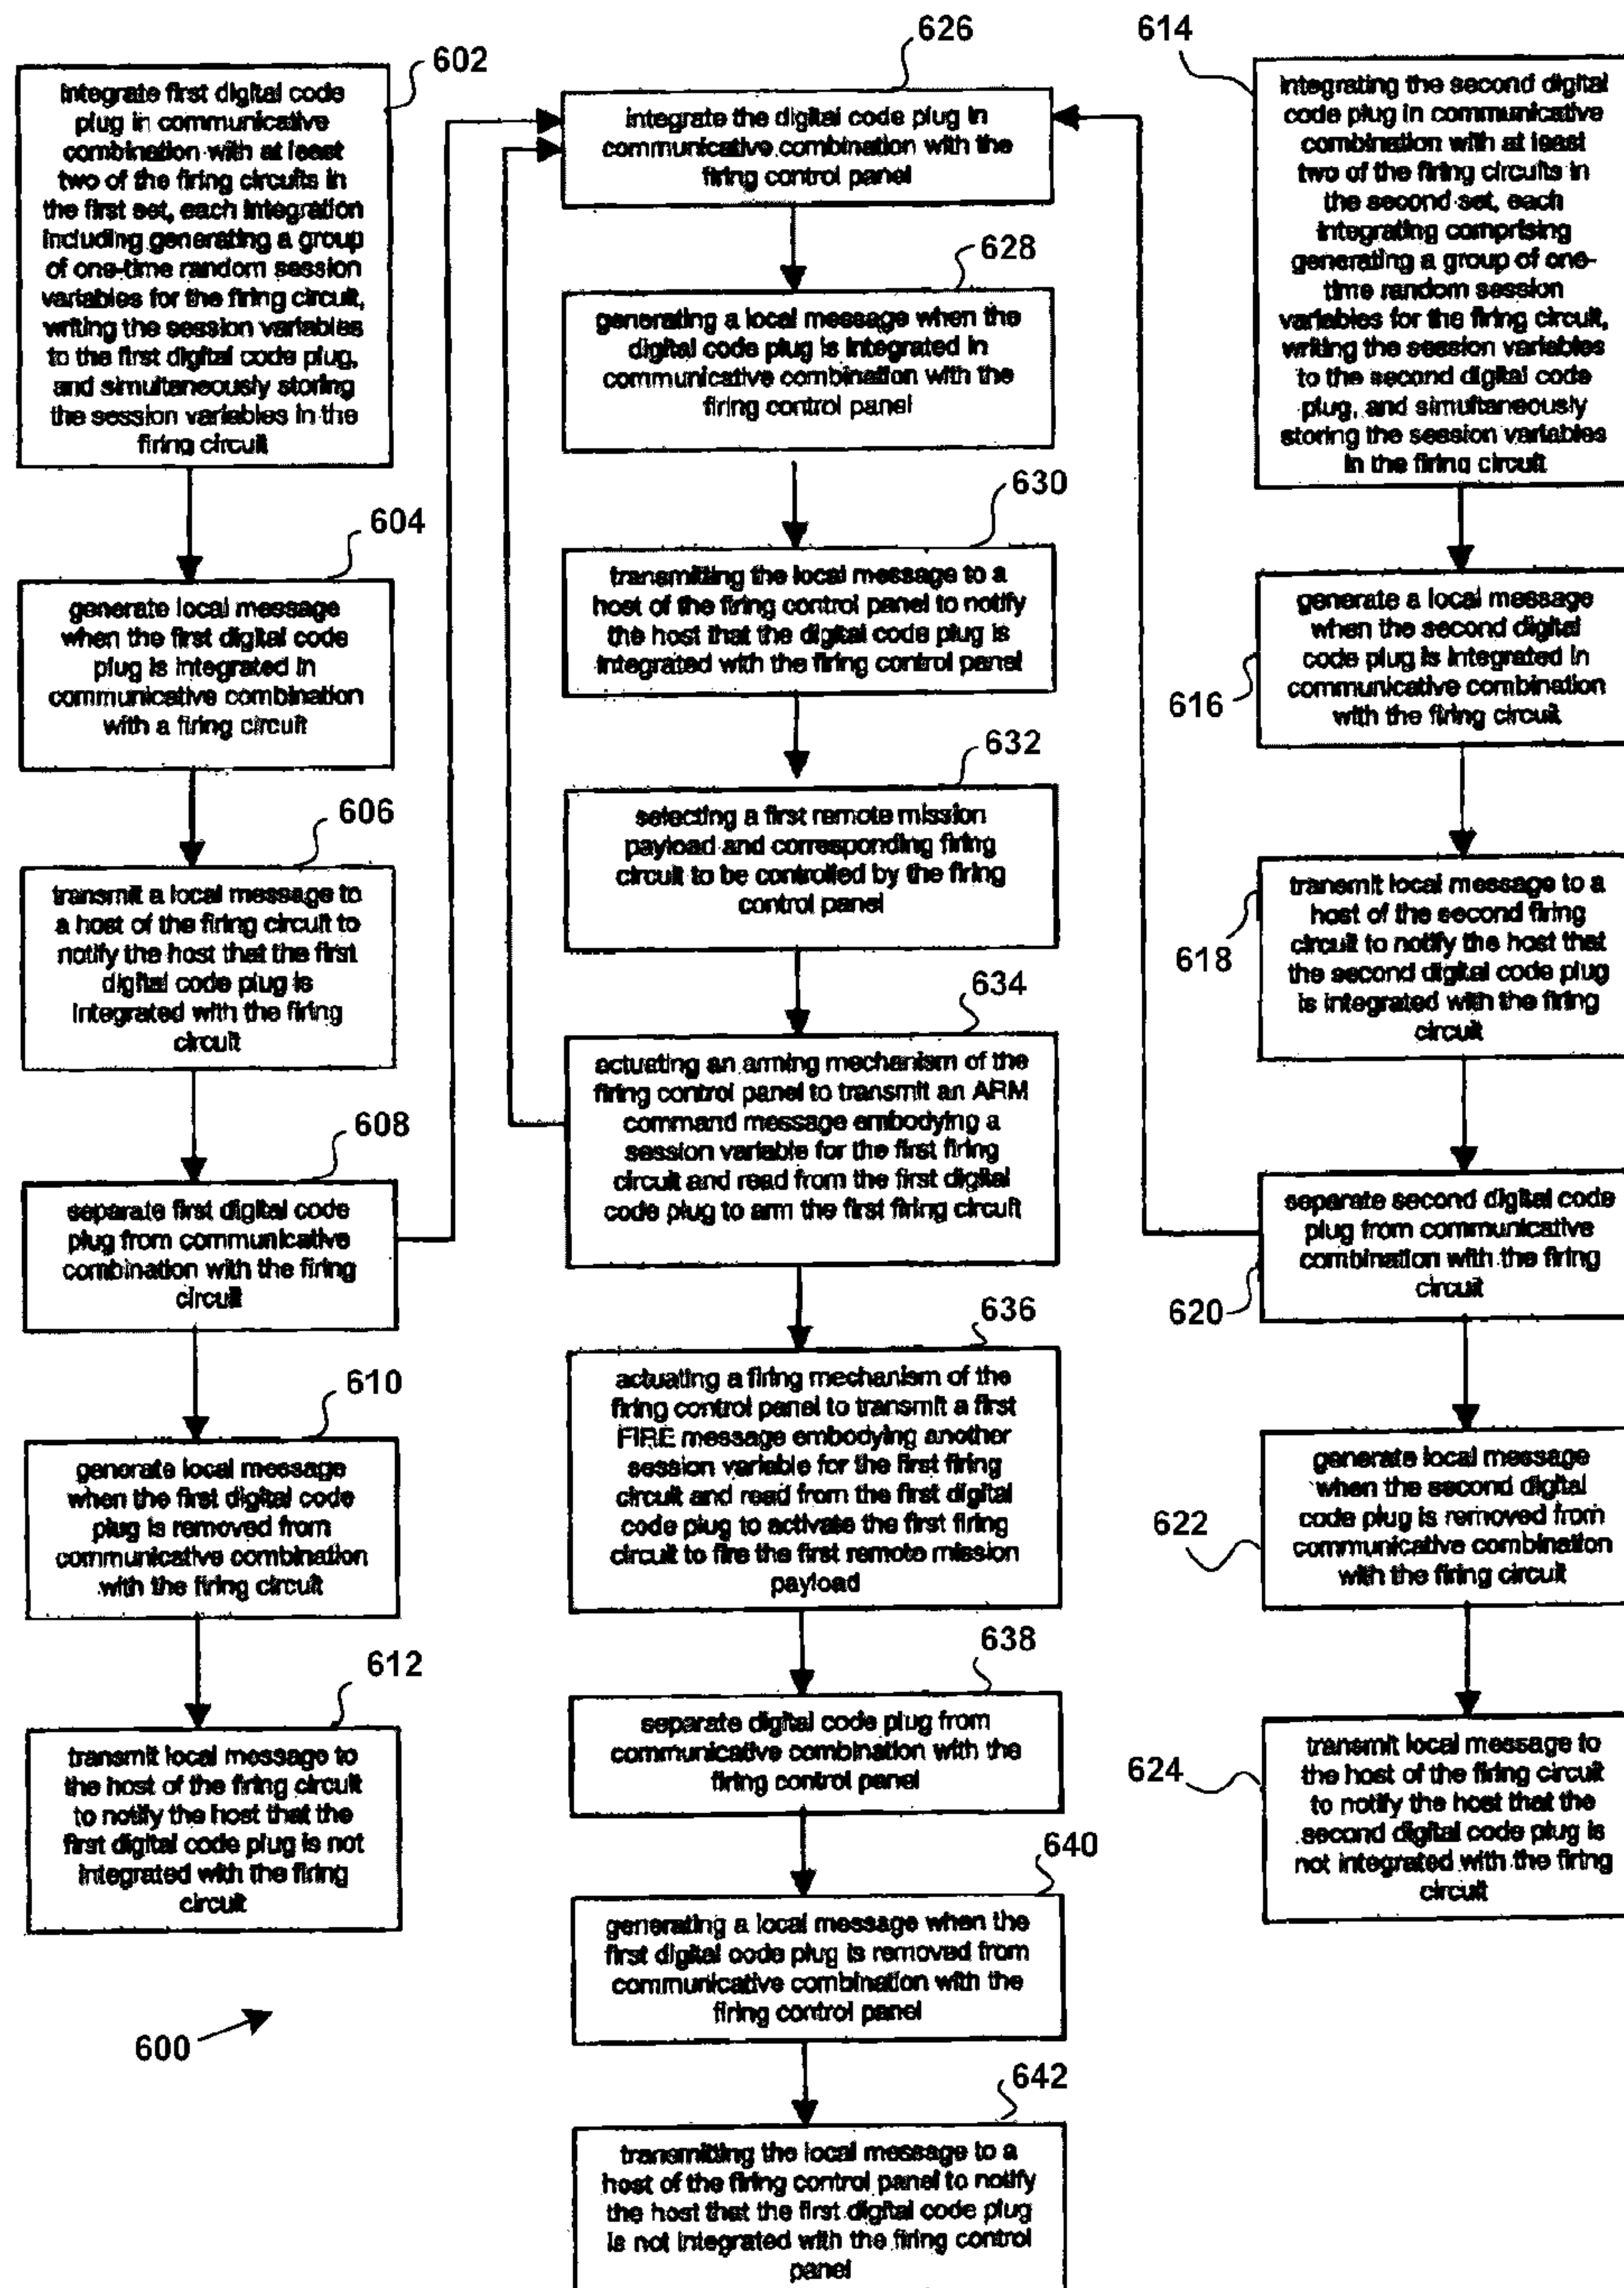 602
integrate first digital code
plug in communicative
combination with at least
two of the firing circuits in
the first set, each integration
including generating a group
of one-time random session
variables for the firing circuit,
writing the session variables
to the first digital code plug,
and simultaneously storing
the session variables in the
firing circuit
604
generate local message
when the first digital code
plug is integrated in
communicative combination
with a firing circuit
606
transmit a local message to
a host of the firing circuit to
notify the host that the first
digital code plug is
integrated with the firing
circuit
608
separate first digital code
plug from communicative
combination with the firing
circuit
610
generate local message
when the first digital code
plug is removed from
communicative combination
with the firing circuit
612
transmit local message to
the host of the firing circuit
to notify the host that the
first digital code plug is not
integrated with the firing
circuit
600
626
integrate the digital code plug in
communicative combination with the
firing control panel
628
generating a local message when the
digital code plug is integrated in
communicative combination with the
firing control panel
630
transmitting the local message to a
host of the firing control panel to notify
the host that the digital code plug is
integrated with the firing control panel
632
selecting a first remote mission
payload and corresponding firing
circuit to be controlled by the firing
control panel
634
actuating an arming mechanism of the
firing control panel to transmit an ARM
command message embodying a
session variable for the first firing
circuit and read from the first digital
code plug to arm the first firing circuit
636
actuating a firing mechanism of the
firing control panel to transmit a first
FIRE message embodying another
session variable for the first firing
circuit and read from the first digital
code plug to activate the first firing
circuit to fire the first remote mission
payload
638
separate digital code plug from
communicative combination with the
firing control panel
640
generating a local message when the
first digital code plug is removed from
communicative combination with the
firing control panel
642
transmitting the local message to a
host of the firing control panel to notify
the host that the first digital code plug
is not integrated with the firing control
panel
614
integrating the second digital
code plug in communicative
combination with at least
two of the firing circuits in
the second set, each
integrating comprising
generating a group of one-
time random session
variables for the firing circuit,
writing the session variables
to the second digital code
plug, and simultaneously
storing the session variables
in the firing circuit
616
generate a local message
when the second digital
code plug is integrated in
communicative combination
with the firing circuit
618
transmit local message to a
host of the second firing
circuit to notify the host that
the second digital code plug
is integrated with the firing
circuit
620
separate second digital code
plug from communicative
combination with the firing
circuit
622
generate local message
when the second digital
code plug is removed from
communicative combination
with the firing circuit
624
transmit local message to
the host of the firing circuit
to notify the host that the
second digital code plug is
not integrated with the firing
circuit